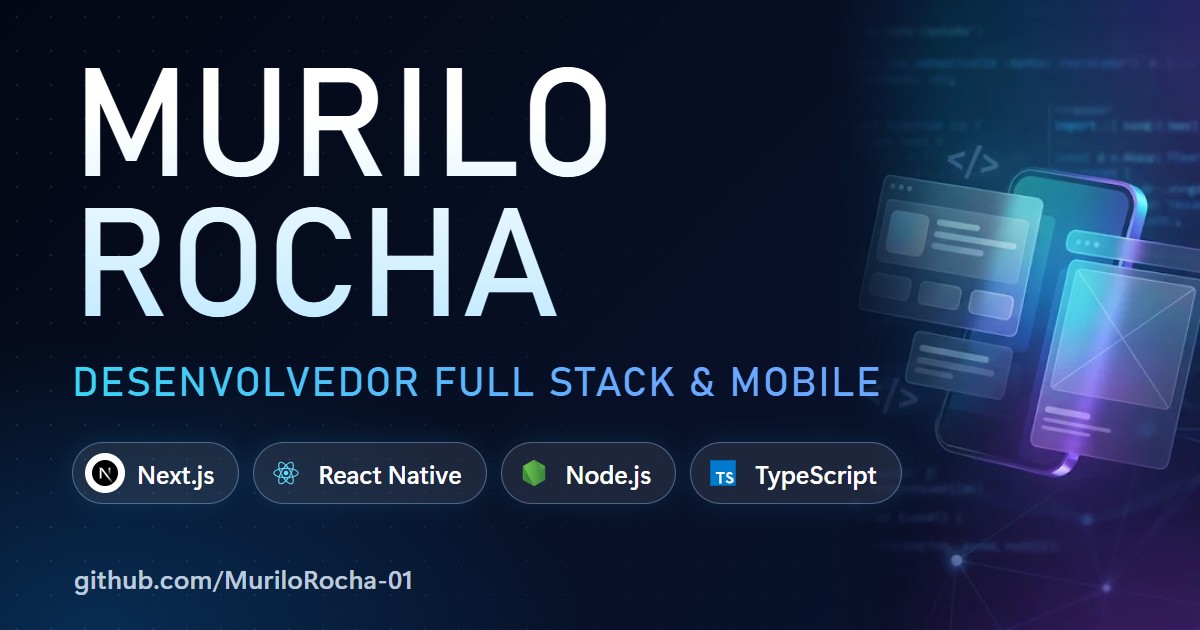 MURILO
ROCHA
DESENVOLVEDOR FULL STACK & MOBILE
N Next.js
React Native
Node.js
TS TypeScript
github.com/MuriloRocha-01